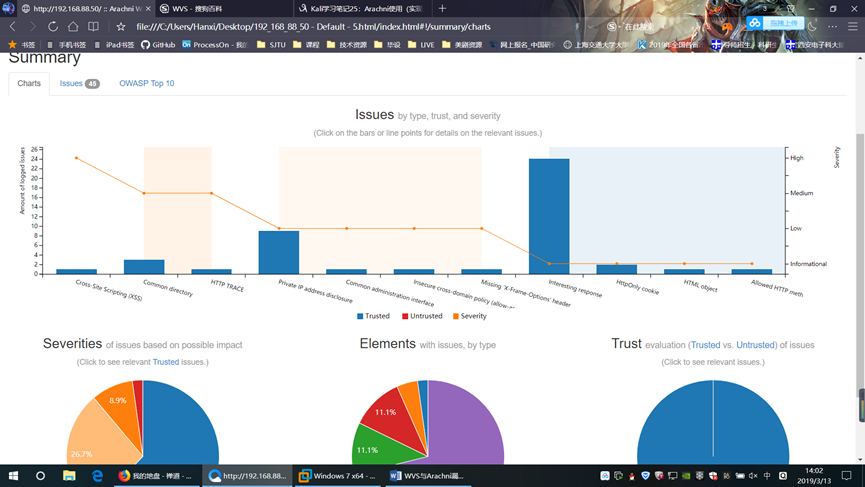 http://192.168.88.50/ :: Arachni W
WVS - 搜狗百科
Kali学习笔记25: Arachni使用（实
file:///C:/Users/Hanxi/Desktop/192_168_88_50 - Default - 5.html/index.html#!/summary/charts
在此搜索
拖拽上传
书签
手机书签
iPad书签
GitHub
ProcessOn - 我的
SJTU
课程
技术资源
毕设
LIVE
美剧资源
网上报名_中国研
上海交通大学大
2019年全国各省
导师招生，科研
西安电子科大
Summary
Charts
Issues 45
OWASP Top 10
Issues by type, trust, and severity
(Click on the bars or line points for details on the relevant issues.)
Amount of logged issues
26
24
22
20
18
16
14
12
10
8
6
4
2
0
High
Medium
Low
Informational
Severity
Cross-Site Scripting (XSS)
Common directory
HTTP TRACE
Private IP address disclosure
Common administration interface
Insecure cross-domain policy (allow-
Missing 'X-Frame-Options' header
Interesting response
HttpOnly cookie
HTML object
Allowed HTTP meth
Trusted
Untrusted
Severity
Severities of issues based on possible impact
(Click to see relevant Trusted issues.)
8.9%
26.7%
Elements with issues, by type
11.1%
11.1%
Trust evaluation (Trusted vs. Untrusted) of issues
(Click to see relevant issues.)
我的地盘 - 禅道 - ...
http://192.168.88...
Windows 7 x64 - ...
WVS与Arachni漏...
中
14:02
2019/3/13